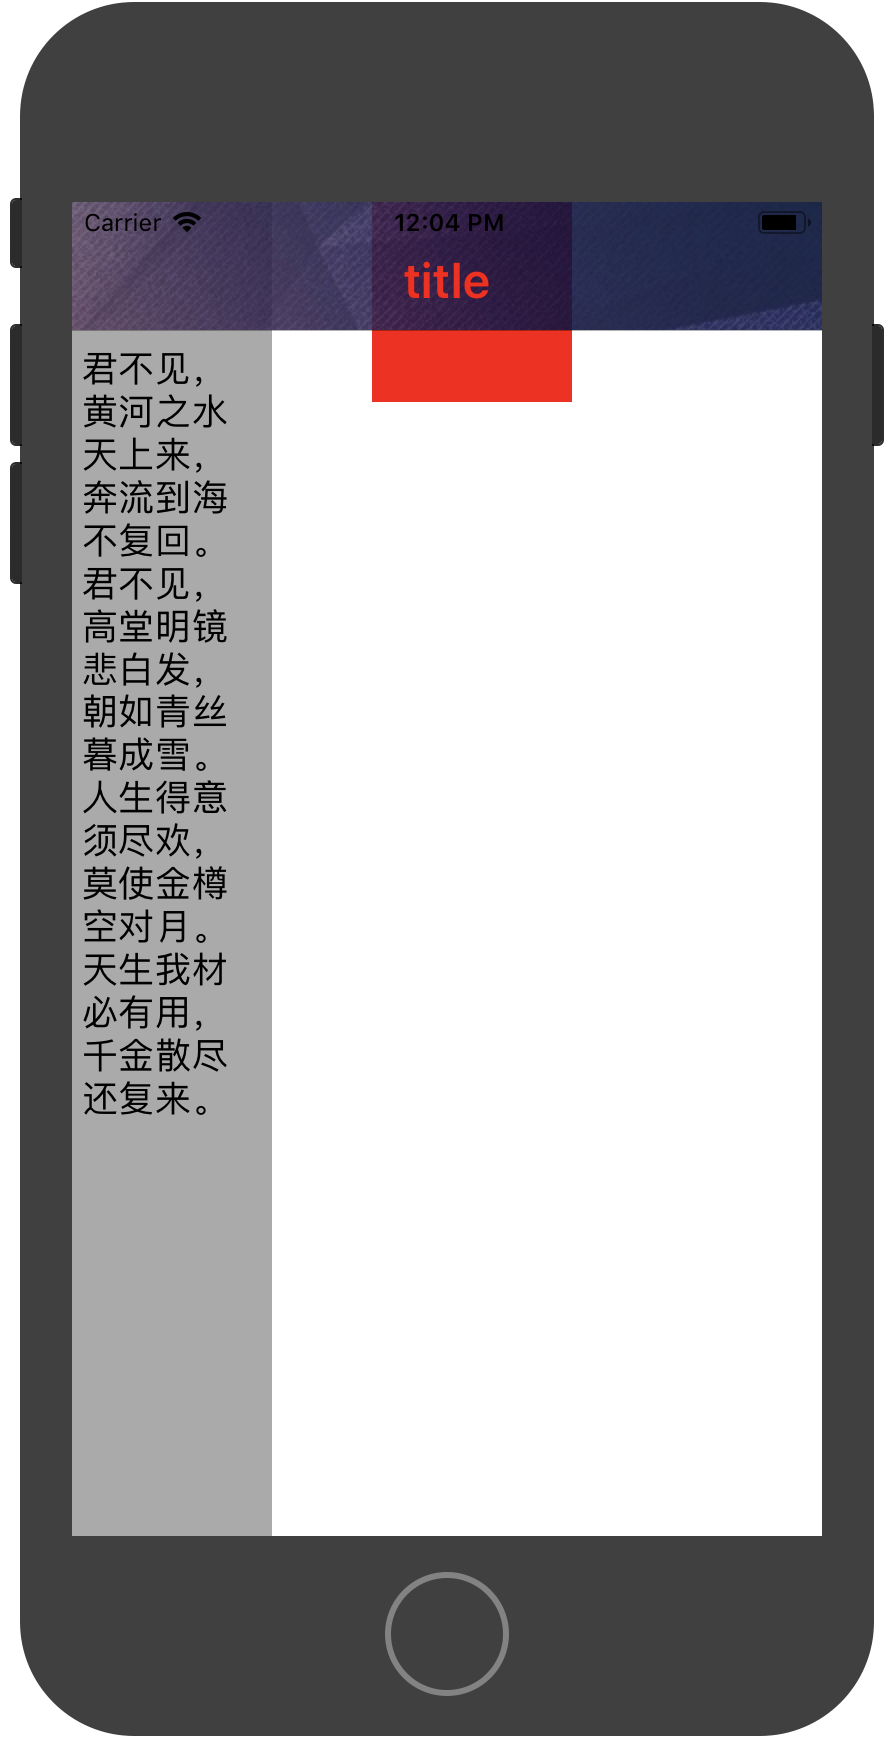 Carrier 12:04 PM
title
君不见，
黄河之水
天上来，
奔流到海
不复回。
君不见，
高堂明镜
悲白发，
朝如青丝
暮成雪。
人生得意
须尽欢，
莫使金樽
空对月。
天生我材
必有用，
千金散尽
还复来。